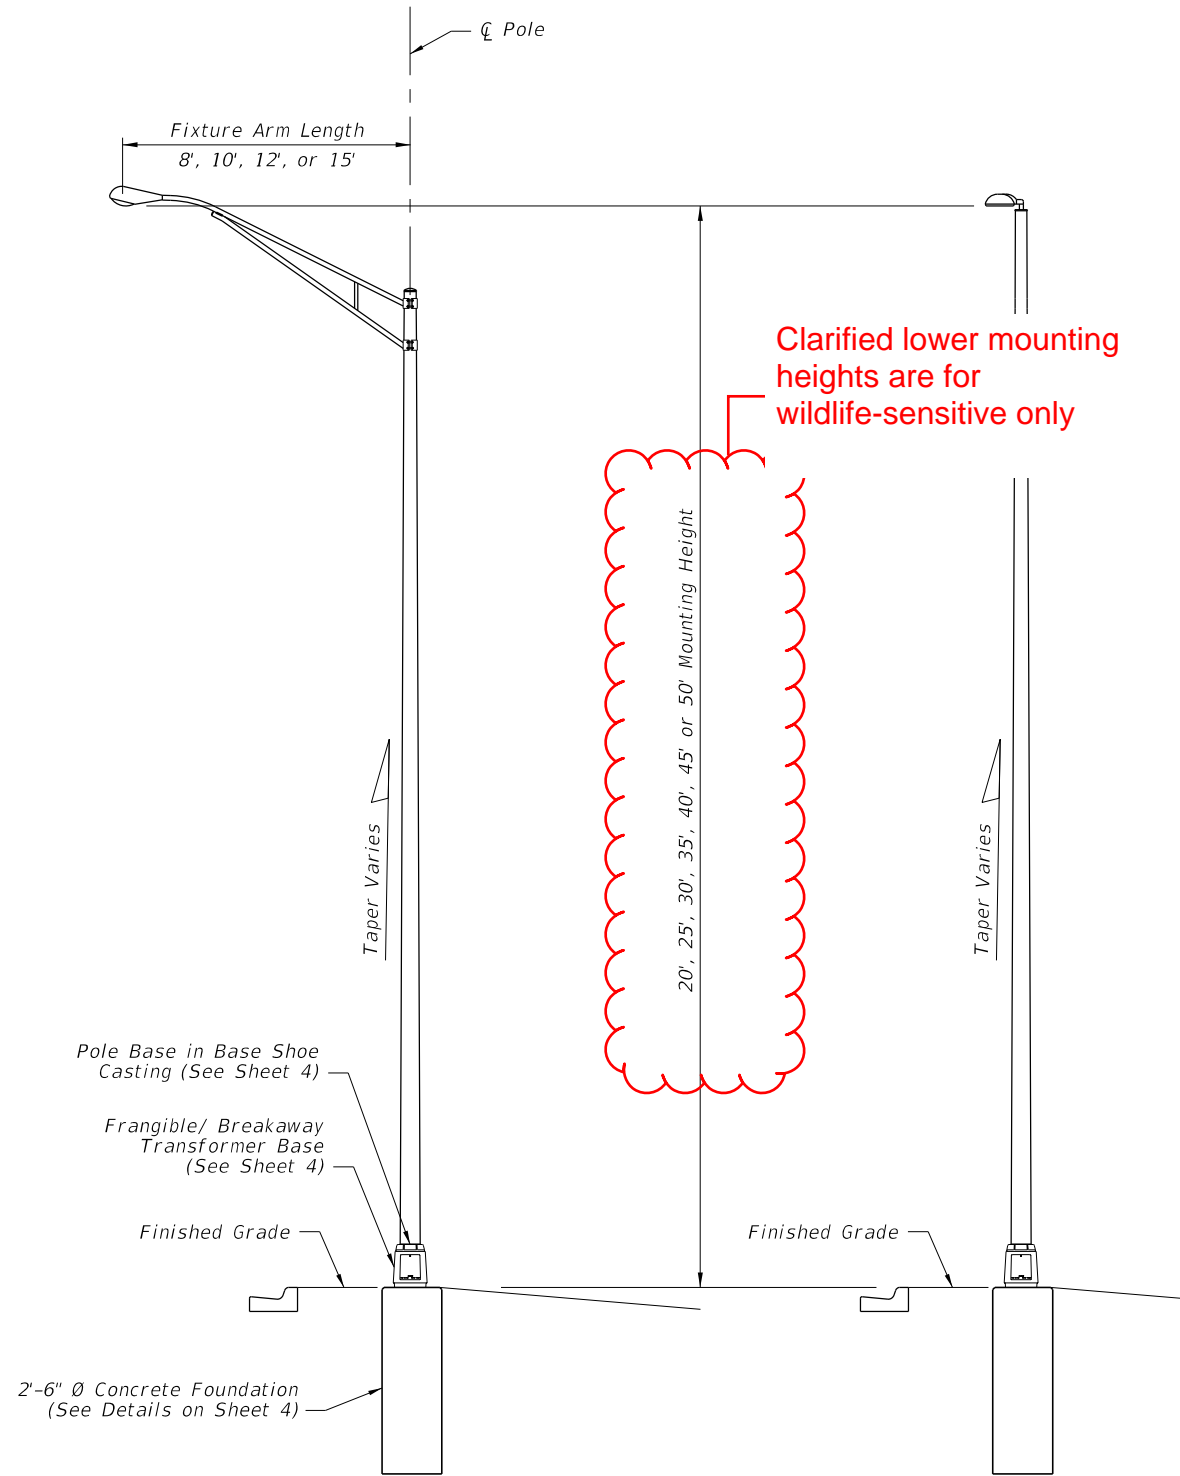 ℄ Pole
Fixture Arm Length
8', 10', 12', or 15'
Clarified lower mounting
heights are for
wildlife-sensitive only
20', 25', 30', 35', 40', 45' or 50' Mounting Height
Taper Varies
Taper Varies
Pole Base in Base Shoe
Casting (See Sheet 4)
Frangible/ Breakaway
Transformer Base
(See Sheet 4)
Finished Grade
Finished Grade
2'-6" Ø Concrete Foundation
(See Details on Sheet 4)